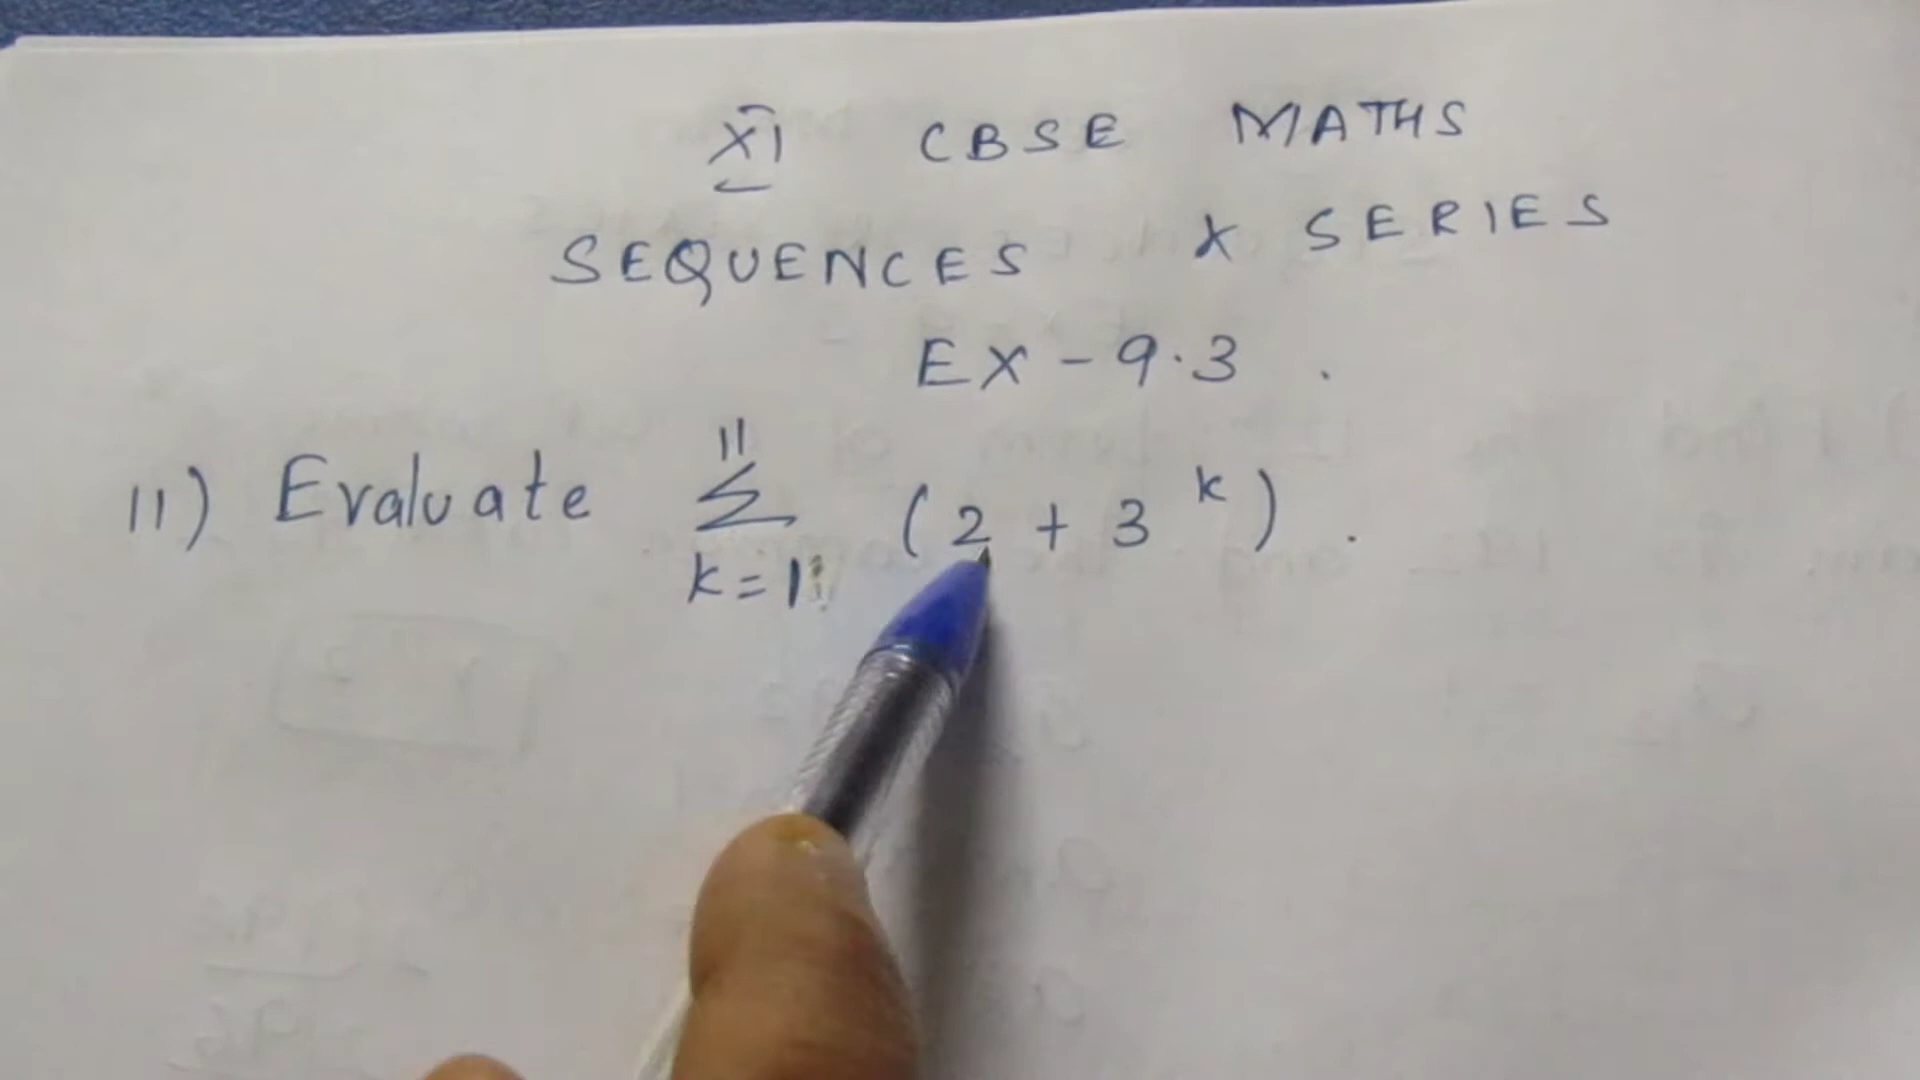 XI CBSE MATHS
SEQUENCES & SERIES
EX - 9.3.
11) Evaluate 11 Σ k=1 (2 + 3^k).